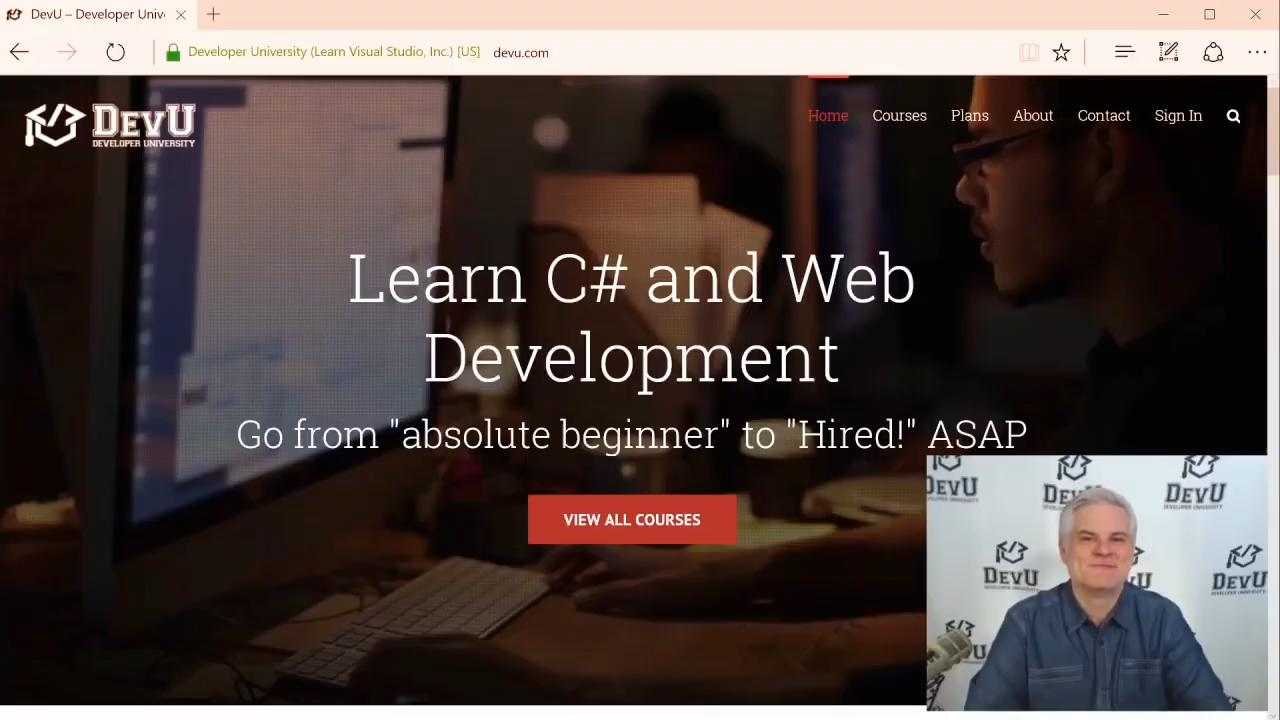 DevU – Developer Univ
Developer University (Learn Visual Studio, Inc.) [US] devu.com
DEVU
DEVELOPER UNIVERSITY
Home Courses Plans About Contact Sign In
Learn C# and Web
Development
Go from "absolute beginner" to "Hired!" ASAP
VIEW ALL COURSES
DEVU
DEVU
DEVU
DEVELOPER UNIVERSITY
DEVU
DEVELOPER UNIVERSITY
DEVU
DEVELOPER UNIVERSITY